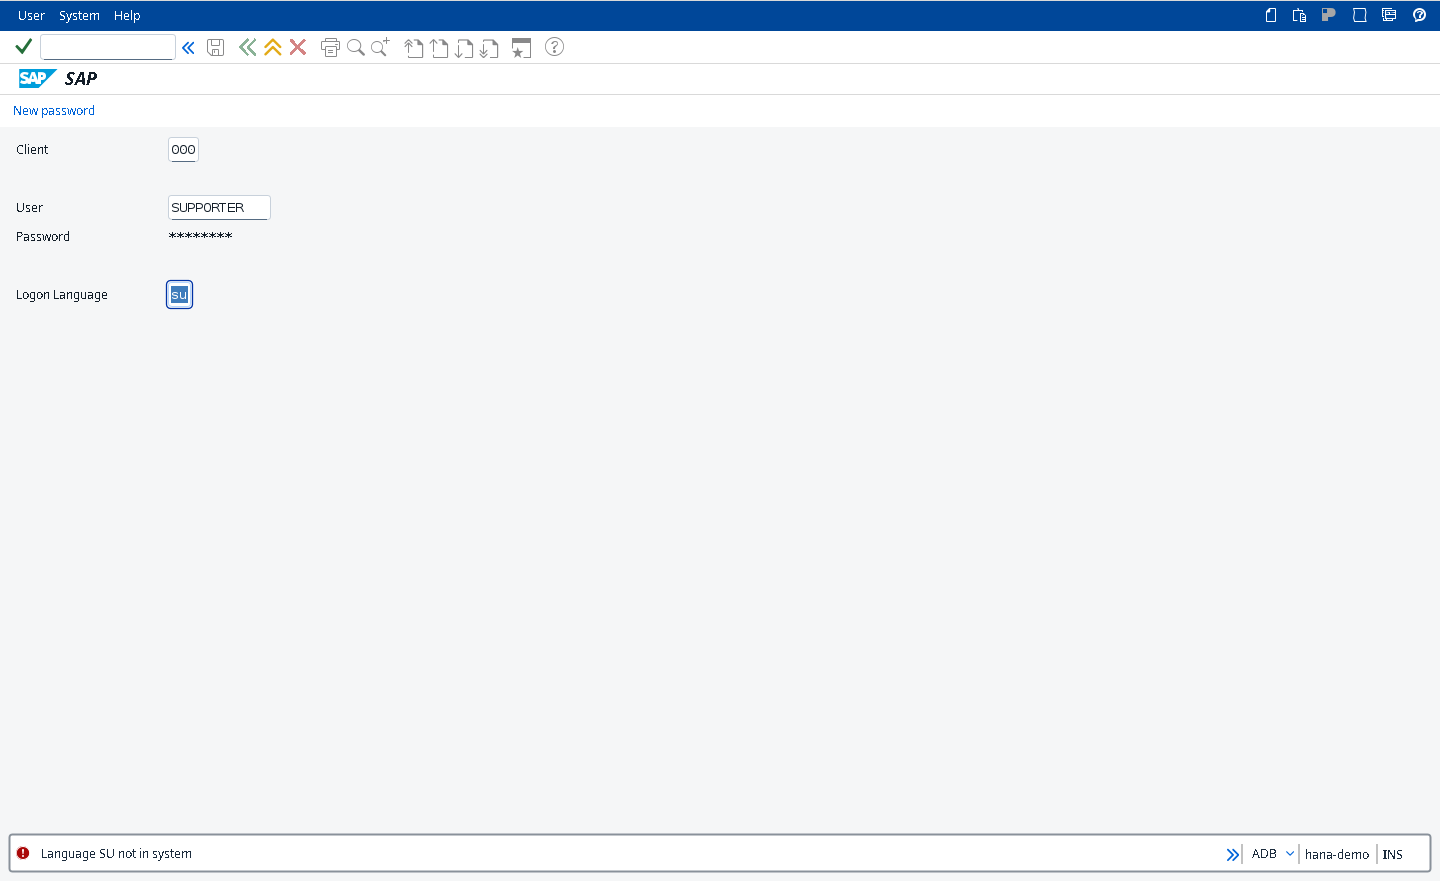 User System Help
SAP SAP
New password
Client 000
User SUPPORTER
Password ********
Logon Language su
Language SU not in system ADB hana-demo INS